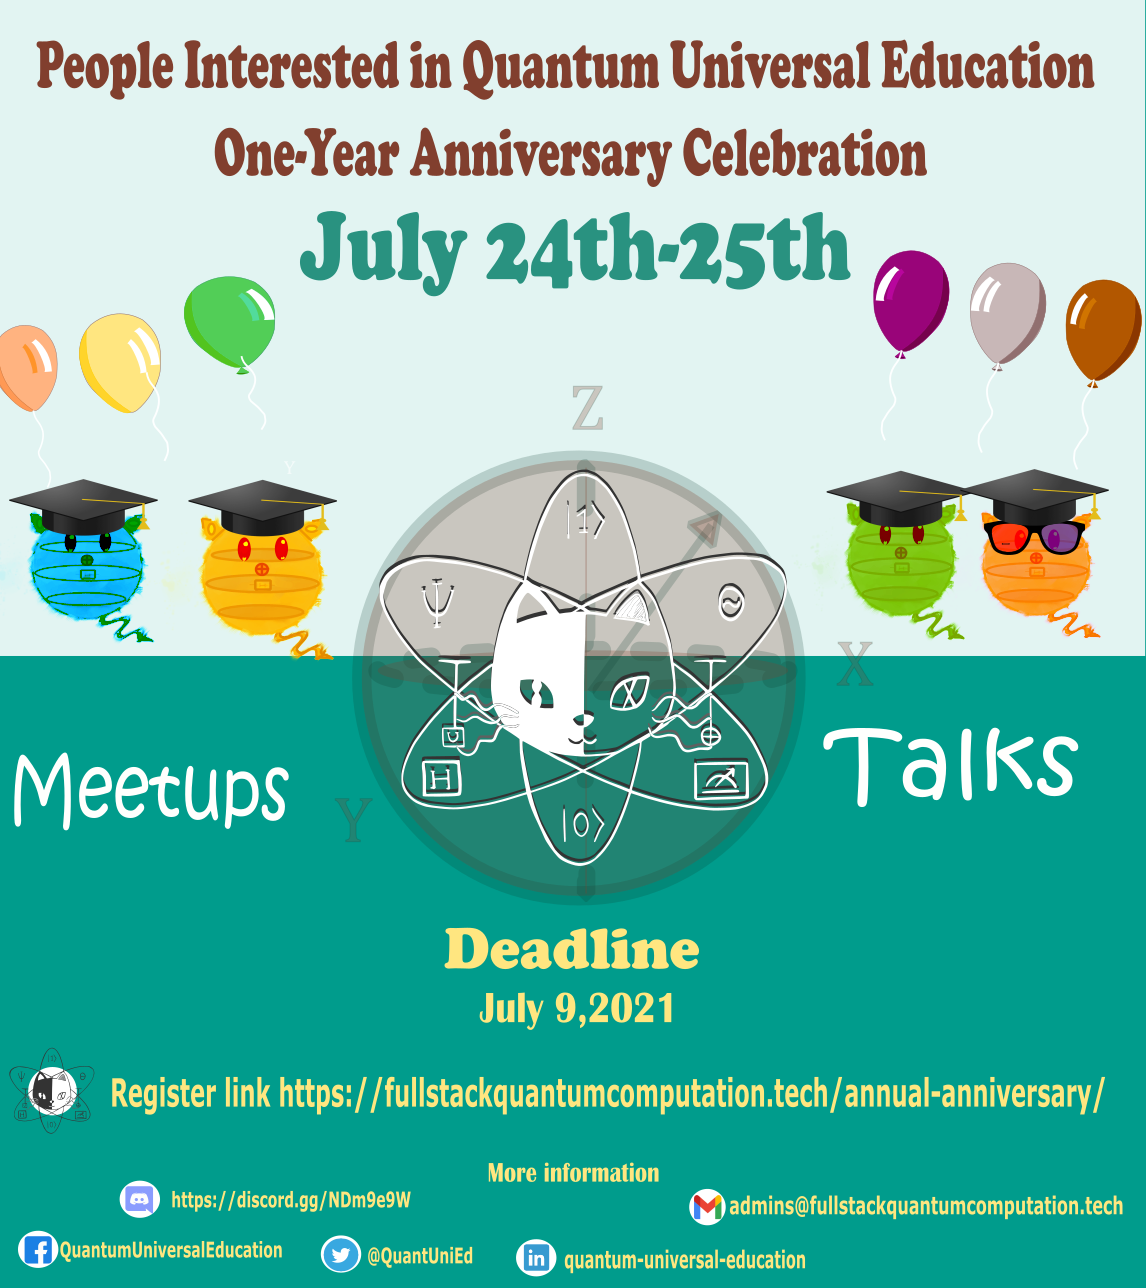 People Interested in Quantum Universal Education
One-Year Anniversary Celebration
July 24th-25th
Z
Y
|1⟩
Ψ
X
Meetups
Talks
H
Y
|0⟩
Deadline
July 9,2021
Register link https://fullstackquantumcomputation.tech/annual-anniversary/
More information
https://discord.gg/NDm9e9W
admins@fullstackquantumcomputation.tech
QuantumUniversalEducation
@QuantUniEd
quantum-universal-education